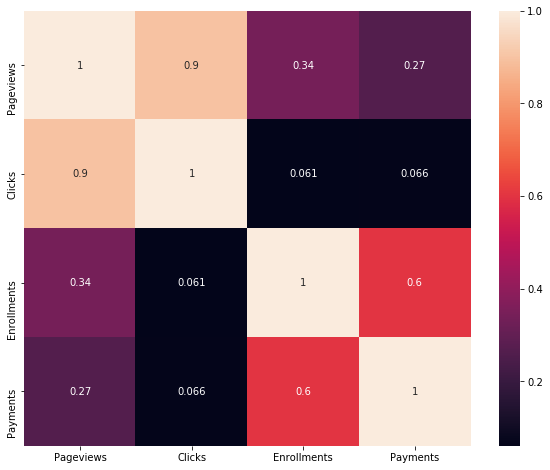 Pageviews 1 0.9 0.34 0.27
Clicks 0.9 1 0.061 0.066
Enrollments 0.34 0.061 1 0.6
Payments 0.27 0.066 0.6 1
Pageviews Clicks Enrollments Payments
1.0
0.8
0.6
0.4
0.2